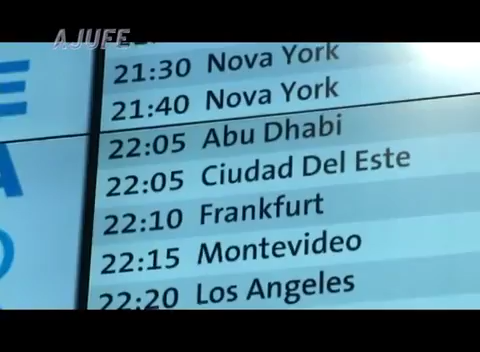 AJUFE
21:30 Nova York
21:40 Nova York
22:05 Abu Dhabi
22:05 Ciudad Del Este
22:10 Frankfurt
22:15 Montevideo
22:20 Los Angeles